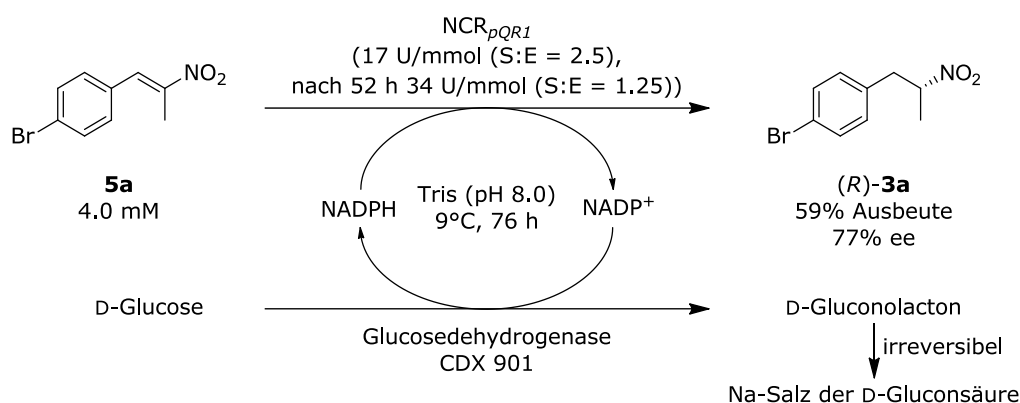 NCRpQR1
(17 U/mmol (S:E = 2.5),
nach 52 h 34 U/mmol (S:E = 1.25))
NO2
Br
5a
4.0 mM
NADPH
Tris (pH 8.0)
9°C, 76 h
NADP+
NO2
Br
(R)-3a
59% Ausbeute
77% ee
D-Glucose
Glucosedehydrogenase
CDX 901
D-Gluconolacton
irreversibel
Na-Salz der D-Gluconsäure